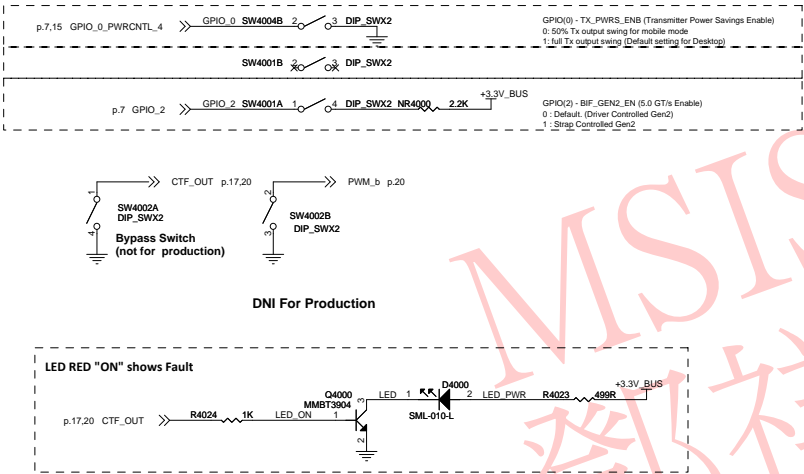 p.7,15 GPIO_0_PWRCNTL_4 GPIO_0 SW4004B 2 3 DIP_SWX2
GPIO(0) - TX_PWRS_ENB (Transmitter Power Savings Enable)
0: 50% Tx output swing for mobile mode
1: full Tx output swing (Default setting for Desktop)
SW4001B 2 3 DIP_SWX2
p.7 GPIO_2 GPIO_2 SW4001A 1 4 DIP_SWX2 NR4000 2.2K +3.3V_BUS
GPIO(2) - BIF_GEN2_EN (5.0 GT/s Enable)
0 : Default. (Driver Controlled Gen2)
1 : Strap Controlled Gen2
1 CTF_OUT p.17,20
SW4002A
DIP_SWX2
4
Bypass Switch
(not for production)
2 PWM_b p.20
SW4002B
DIP_SWX2
3
DNI For Production
LED RED "ON" shows Fault
p.17,20 CTF_OUT R4024 1K LED_ON 1
Q4000
MMBT3904
3
2
LED 1 D4000 2 LED_PWR R4023 499R +3.3V_BUS
SML-010-L
MSIS